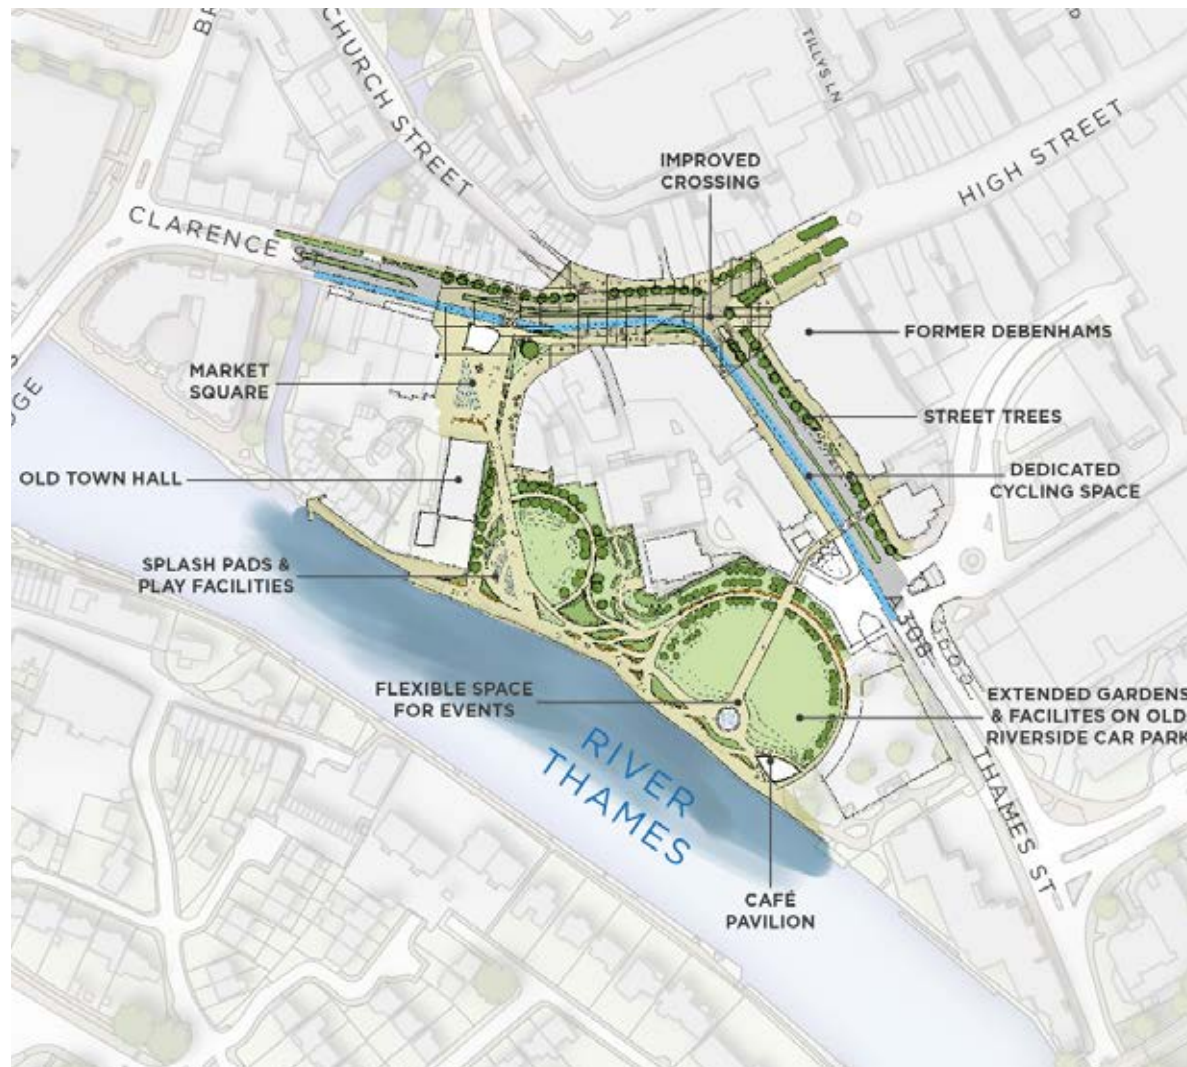 CHURCH STREET
TILLYS LN
HIGH STREET
IMPROVED
CROSSING
CLARENCE
FORMER DEBENHAMS
MARKET
SQUARE
STREET TREES
OLD TOWN HALL
DEDICATED
CYCLING SPACE
SPLASH PADS &
PLAY FACILITIES
A308
FLEXIBLE SPACE
FOR EVENTS
EXTENDED GARDENS
& FACILITES ON OLD
RIVERSIDE CAR PARK
RIVER
THAMES
THAMES ST
CAFÉ
PAVILION